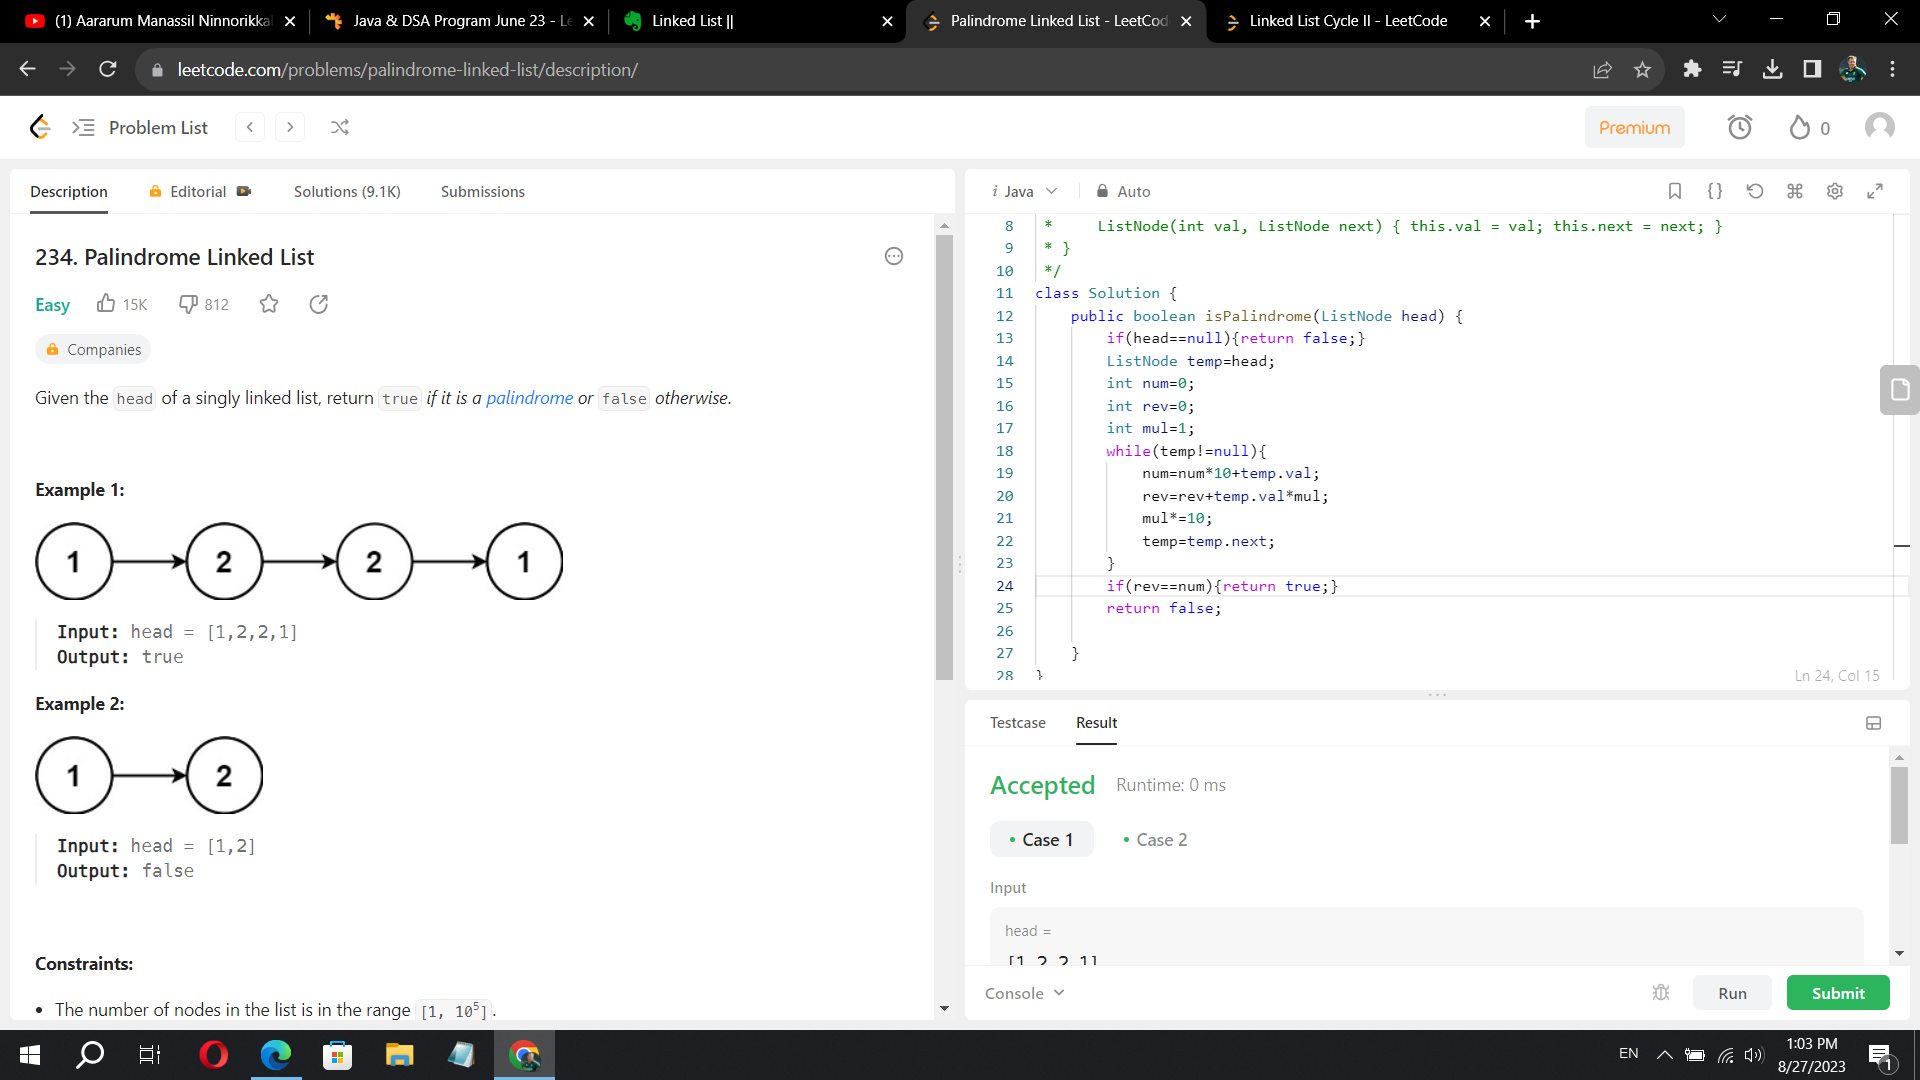 (1) Aararum Manassil Ninnorikkal
Java & DSA Program June 23 - Le
Linked List ||
Palindrome Linked List - LeetCode
Linked List Cycle II - LeetCode
leetcode.com/problems/palindrome-linked-list/description/
Problem List
Premium
0
Description
Editorial
Solutions (9.1K)
Submissions
234. Palindrome Linked List
Easy
15K
812
Companies
Given the head of a singly linked list, return true if it is a palindrome or false otherwise.
Example 1:
1 2 2 1
Input: head = [1,2,2,1]
Output: true
Example 2:
1 2
Input: head = [1,2]
Output: false
Constraints:
• The number of nodes in the list is in the range [1, 10⁵].
i Java
Auto
8 * ListNode(int val, ListNode next) { this.val = val; this.next = next; }
9 * }
10 */
11 class Solution {
12 public boolean isPalindrome(ListNode head) {
13 if(head==null){return false;}
14 ListNode temp=head;
15 int num=0;
16 int rev=0;
17 int mul=1;
18 while(temp!=null){
19 num=num*10+temp.val;
20 rev=rev+temp.val*mul;
21 mul*=10;
22 temp=temp.next;
23 }
24 if(rev==num){return true;}
25 return false;
26
27 }
28 }
Ln 24, Col 15
Testcase
Result
Accepted
Runtime: 0 ms
• Case 1
• Case 2
Input
head =
[1,2,2,1]
Console
Run
Submit
EN
1:03 PM
8/27/2023
1